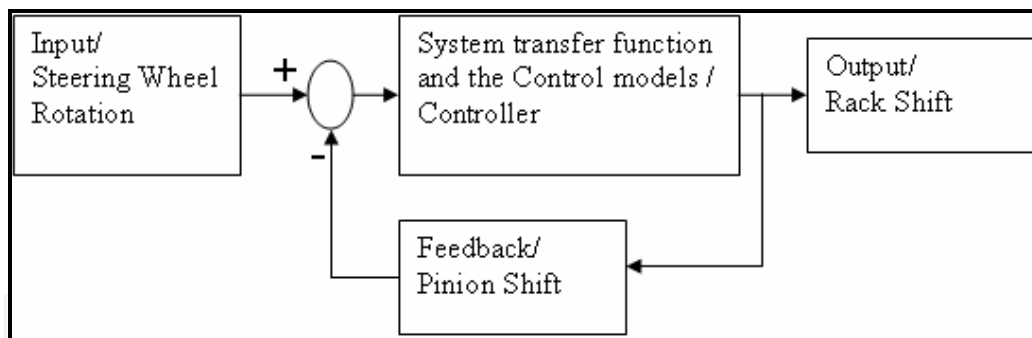 Input/
Steering Wheel
Rotation
+
-
System transfer function
and the Control models /
Controller
Output/
Rack Shift
Feedback/
Pinion Shift